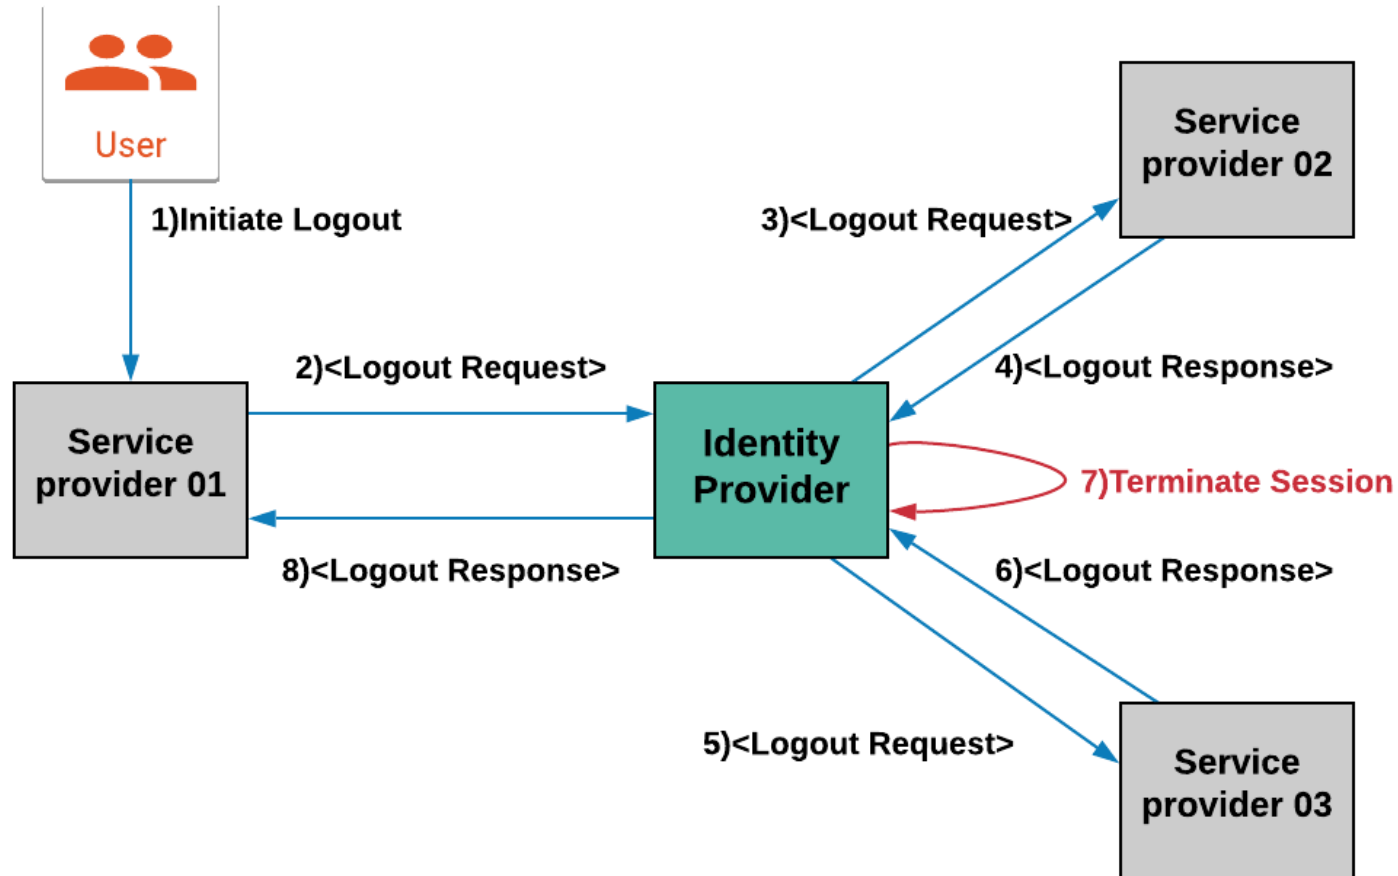 User
1)Initiate Logout
Service
provider 02
3)<Logout Request>
2)<Logout Request>
4)<Logout Response>
Service
provider 01
Identity
Provider
7)Terminate Session
8)<Logout Response>
6)<Logout Response>
5)<Logout Request>
Service
provider 03